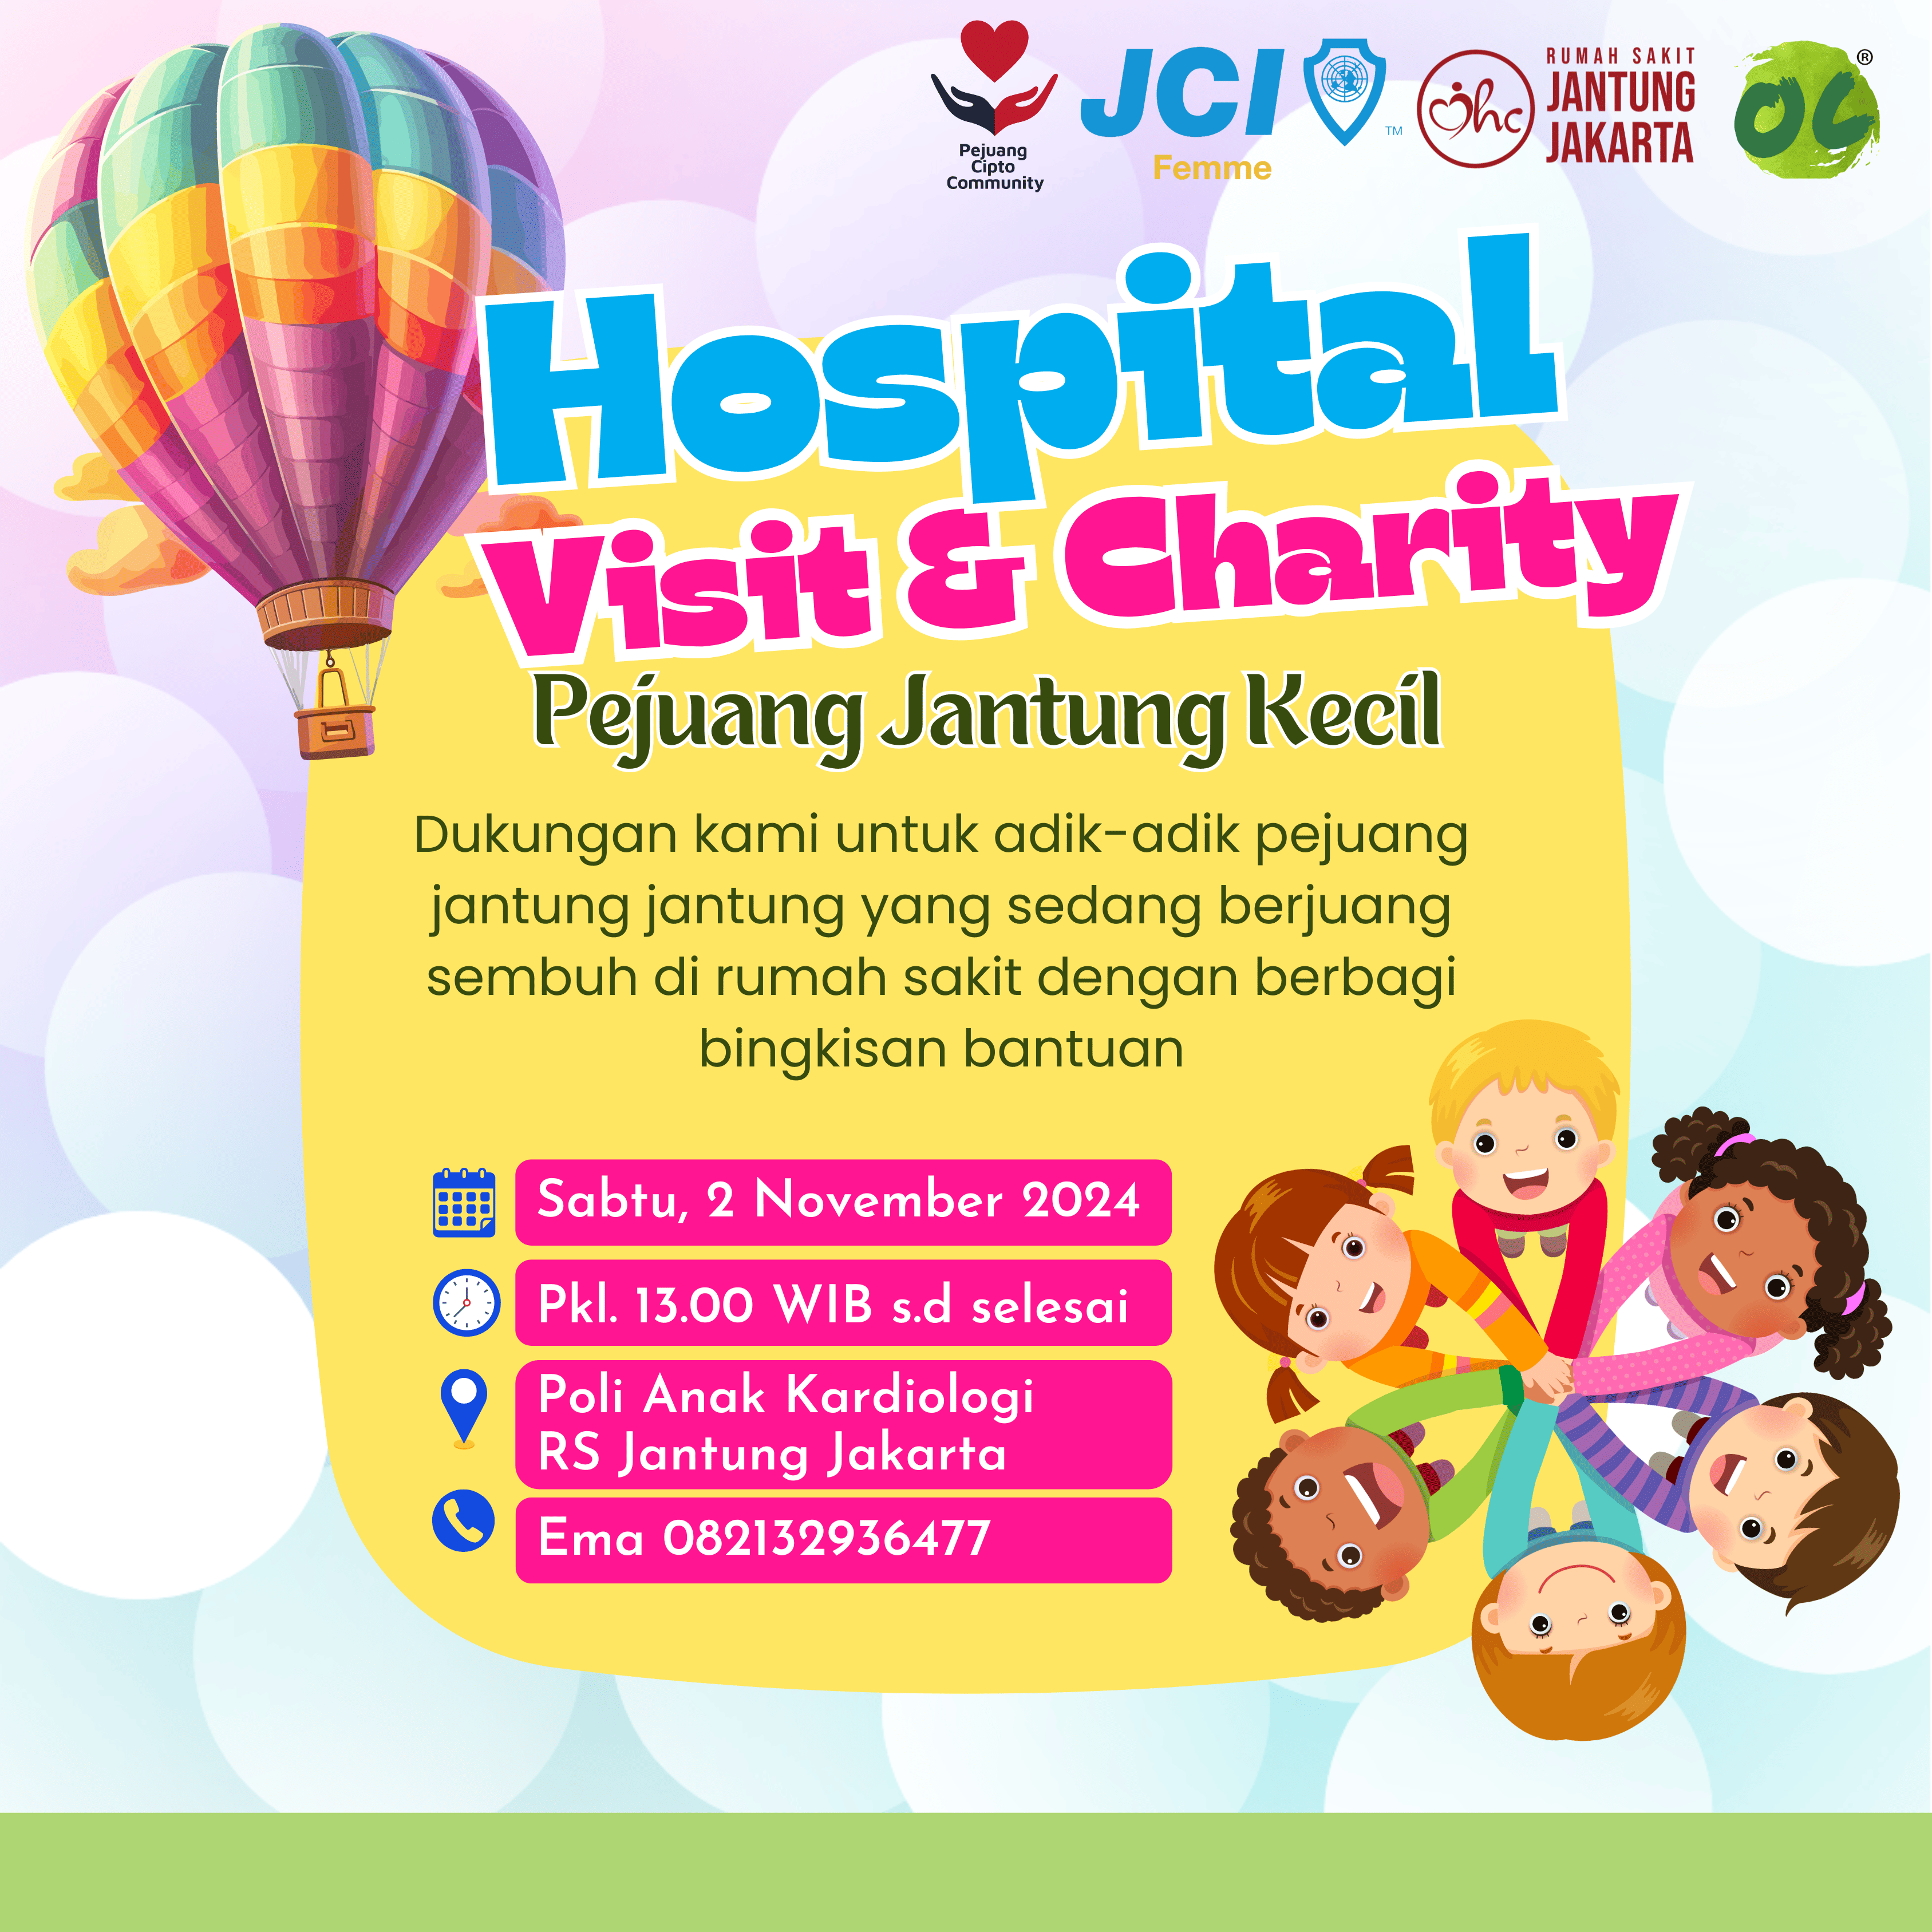 Pejuang
Cipto
Community
JCI
TM
Femme
hc
RUMAH SAKIT
JANTUNG
JAKARTA
OL
®
Hospital
Visit & Charity
Pejuang Jantung Kecil
Dukungan kami untuk adik-adik pejuang
jantung jantung yang sedang berjuang
sembuh di rumah sakit dengan berbagi
bingkisan bantuan
Sabtu, 2 November 2024
Pkl. 13.00 WIB s.d selesai
Poli Anak Kardiologi
RS Jantung Jakarta
Ema 082132936477